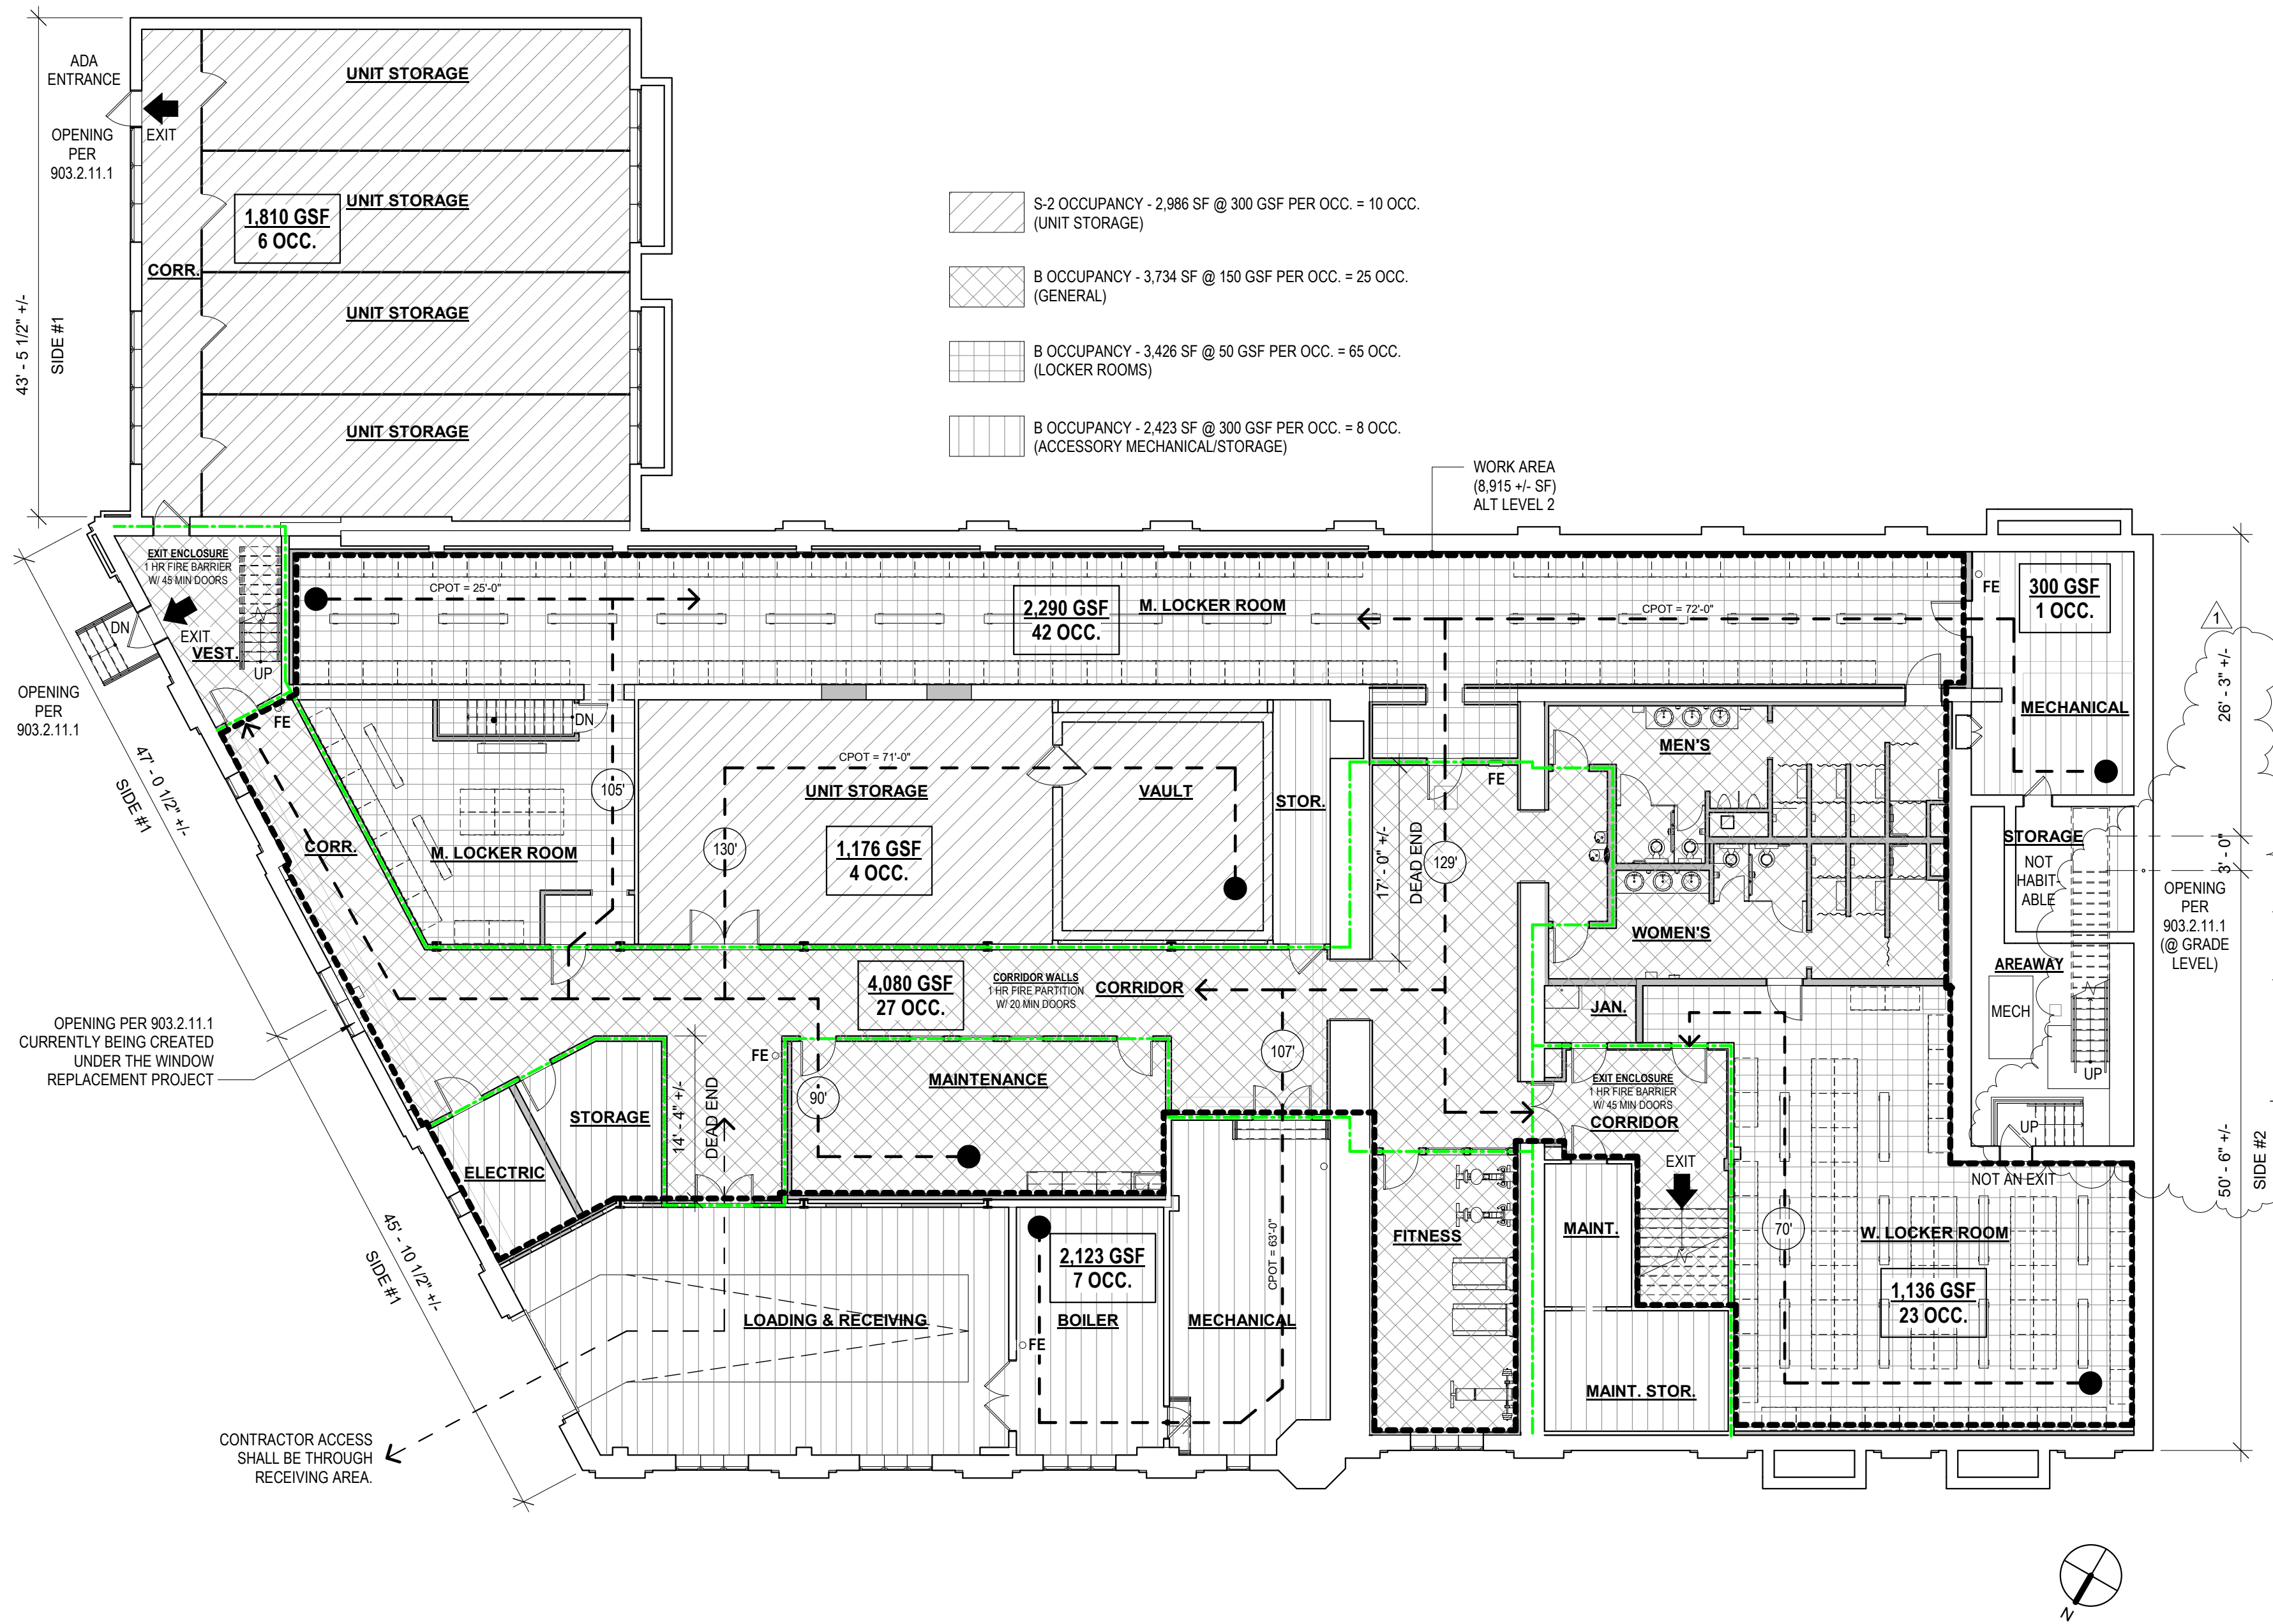 ADA
ENTRANCE
EXIT
OPENING
PER
903.2.11.1
UNIT STORAGE
UNIT STORAGE
1,810 GSF
6 OCC.
CORR.
UNIT STORAGE
UNIT STORAGE
43' - 5 1/2" +/-
SIDE #1
S-2 OCCUPANCY - 2,986 SF @ 300 GSF PER OCC. = 10 OCC.
(UNIT STORAGE)
B OCCUPANCY - 3,734 SF @ 150 GSF PER OCC. = 25 OCC.
(GENERAL)
B OCCUPANCY - 3,426 SF @ 50 GSF PER OCC. = 65 OCC.
(LOCKER ROOMS)
B OCCUPANCY - 2,423 SF @ 300 GSF PER OCC. = 8 OCC.
(ACCESSORY MECHANICAL/STORAGE)
WORK AREA
(8,915 +/- SF)
ALT LEVEL 2
EXIT ENCLOSURE
1 HR FIRE BARRIER
W/ 45 MIN DOORS
DN
EXIT
VEST.
UP
FE
OPENING
PER
903.2.11.1
47' - 0 1/2" +/-
SIDE #1
CPOT = 25'-0"
2,290 GSF
42 OCC.
M. LOCKER ROOM
CPOT = 72'-0"
FE
300 GSF
1 OCC.
MECHANICAL
1
26' - 3" +/-
DN
105'
CORR.
M. LOCKER ROOM
CPOT = 71'-0"
UNIT STORAGE
VAULT
STOR.
130'
1,176 GSF
4 OCC.
17' - 0" +/-
DEAD END
129'
FE
MEN'S
WOMEN'S
STORAGE
NOT
HABIT-
ABLE
3' - 0"
OPENING
PER
903.2.11.1
(@ GRADE
LEVEL)
AREAWAY
MECH
UP
UP
NOT AN EXIT
50' - 6" +/-
SIDE #2
4,080 GSF
27 OCC.
CORRIDOR WALLS
1 HR FIRE PARTITION
W/ 20 MIN DOORS
CORRIDOR
JAN.
OPENING PER 903.2.11.1
CURRENTLY BEING CREATED
UNDER THE WINDOW
REPLACEMENT PROJECT
FE
107'
MAINTENANCE
90'
14' - 4" +/-
DEAD END
STORAGE
ELECTRIC
EXIT ENCLOSURE
1 HR FIRE BARRIER
W/ 45 MIN DOORS
CORRIDOR
EXIT
45' - 10 1/2" +/-
SIDE #1
LOADING & RECEIVING
2,123 GSF
7 OCC.
BOILER
FE
MECHANICAL
CPOT = 63'-0"
FITNESS
MAINT.
MAINT. STOR.
70'
W. LOCKER ROOM
1,136 GSF
23 OCC.
CONTRACTOR ACCESS
SHALL BE THROUGH
RECEIVING AREA.
N